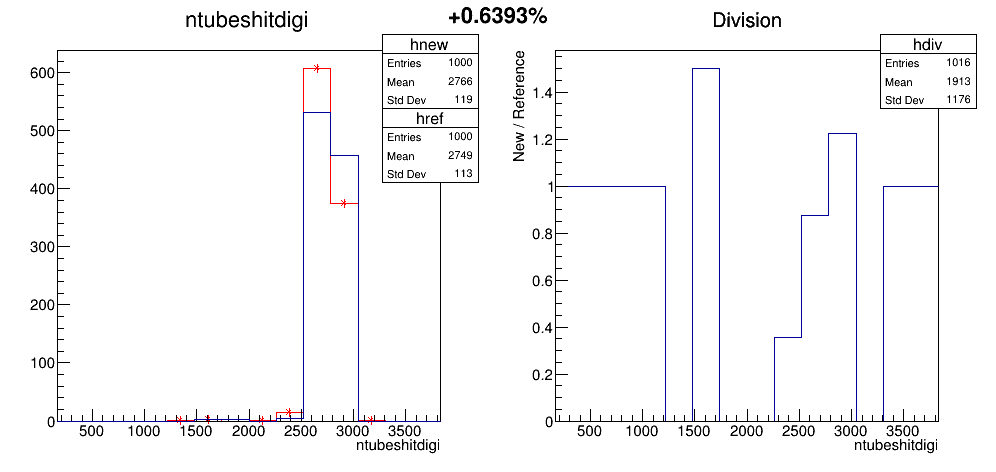 +0.6393%
ntubeshitdigi
hnew
Entries 1000
Mean 2766
Std Dev 119
href
Entries 1000
Mean 2749
Std Dev 113
600
500
400
300
200
100
0
500 1000 1500 2000 2500 3000 3500
ntubeshitdigi
Division
hdiv
Entries 1016
Mean 1913
Std Dev 1176
New / Reference
1.4
1.2
1
0.8
0.6
0.4
0.2
0
500 1000 1500 2000 2500 3000 3500
ntubeshitdigi